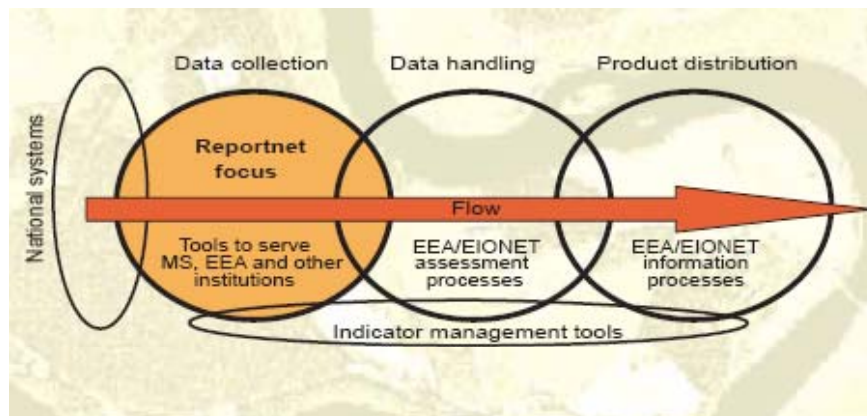 Data collection
Data handling
Product distribution
National systems
Reportnet
focus
Flow
Tools to serve
MS, EEA and other
institutions
EEA/EIONET
assessment
processes
EEA/EIONET
information
processes
Indicator management tools